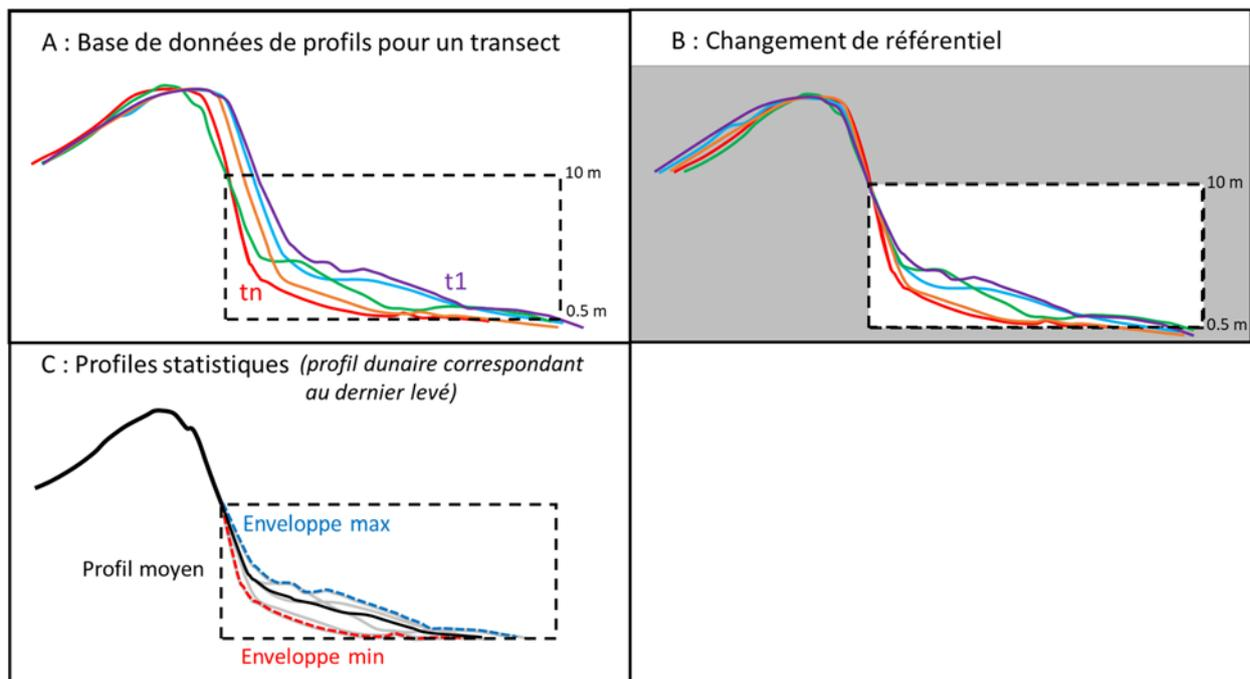 A : Base de données de profils pour un transect
10 m
tn
t1
0.5 m
B : Changement de référentiel
10 m
0.5 m
C : Profiles statistiques (profil dunaire correspondant
au dernier levé)
Enveloppe max
Profil moyen
Enveloppe min